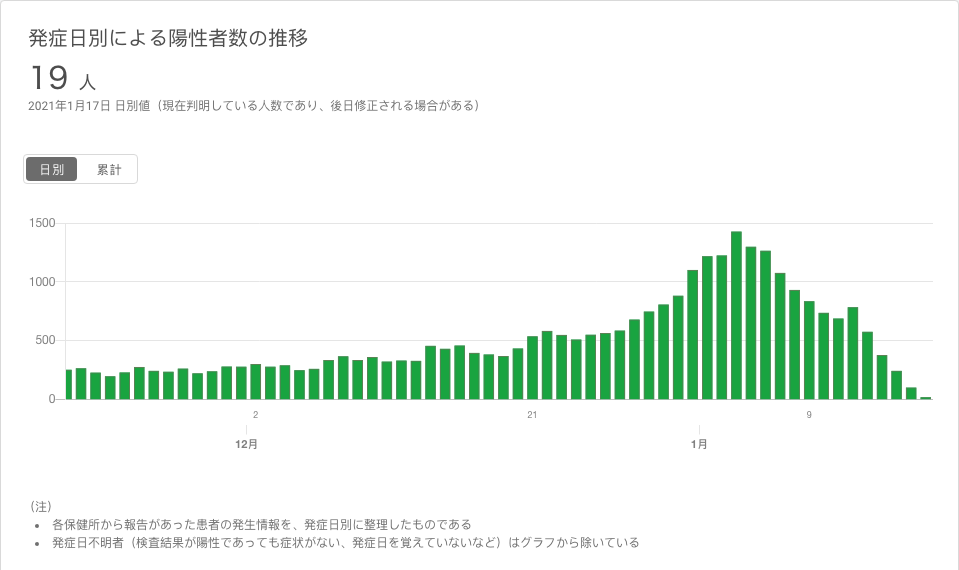 発症日別による陽性者数の推移
19 人
2021年1月17日 日別値（現在判明している人数であり、後日修正される場合がある）
日別 累計
1500
1000
500
0
2 21 9
12月 1月
（注）
• 各保健所から報告があった患者の発生情報を、発症日別に整理したものである
• 発症日不明者（検査結果が陽性であっても症状がない、発症日を覚えていないなど）はグラフから除いている